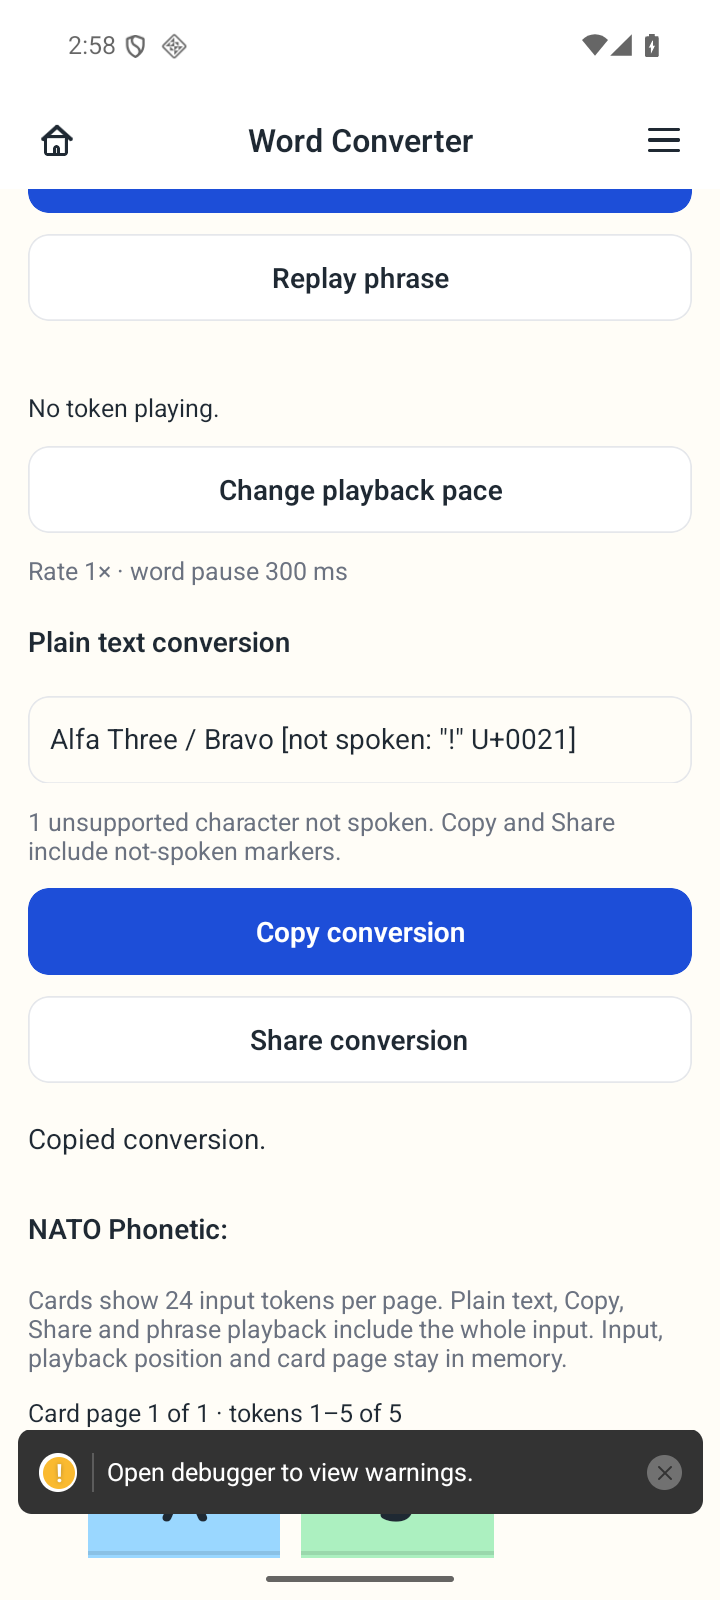 2:58
Word Converter
Replay phrase
No token playing.
Change playback pace
Rate 1× · word pause 300 ms
Plain text conversion
Alfa Three / Bravo [not spoken: "!" U+0021]
1 unsupported character not spoken. Copy and Share
include not-spoken markers.
Copy conversion
Share conversion
Copied conversion.
NATO Phonetic:
Cards show 24 input tokens per page. Plain text, Copy,
Share and phrase playback include the whole input. Input,
playback position and card page stay in memory.
Card page 1 of 1 · tokens 1–5 of 5
Open debugger to view warnings.